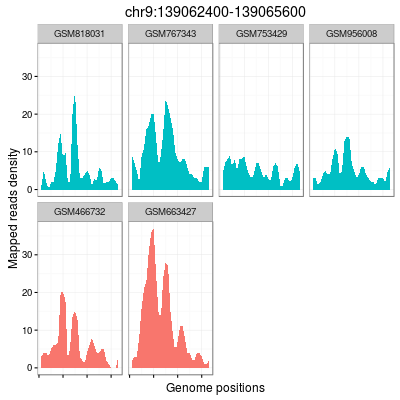 chr9:139062400-139065600
GSM818031 GSM767343 GSM753429 GSM956008
30
20
10
0
Mapped reads density
GSM466732 GSM663427
30
20
10
0
Genome positions